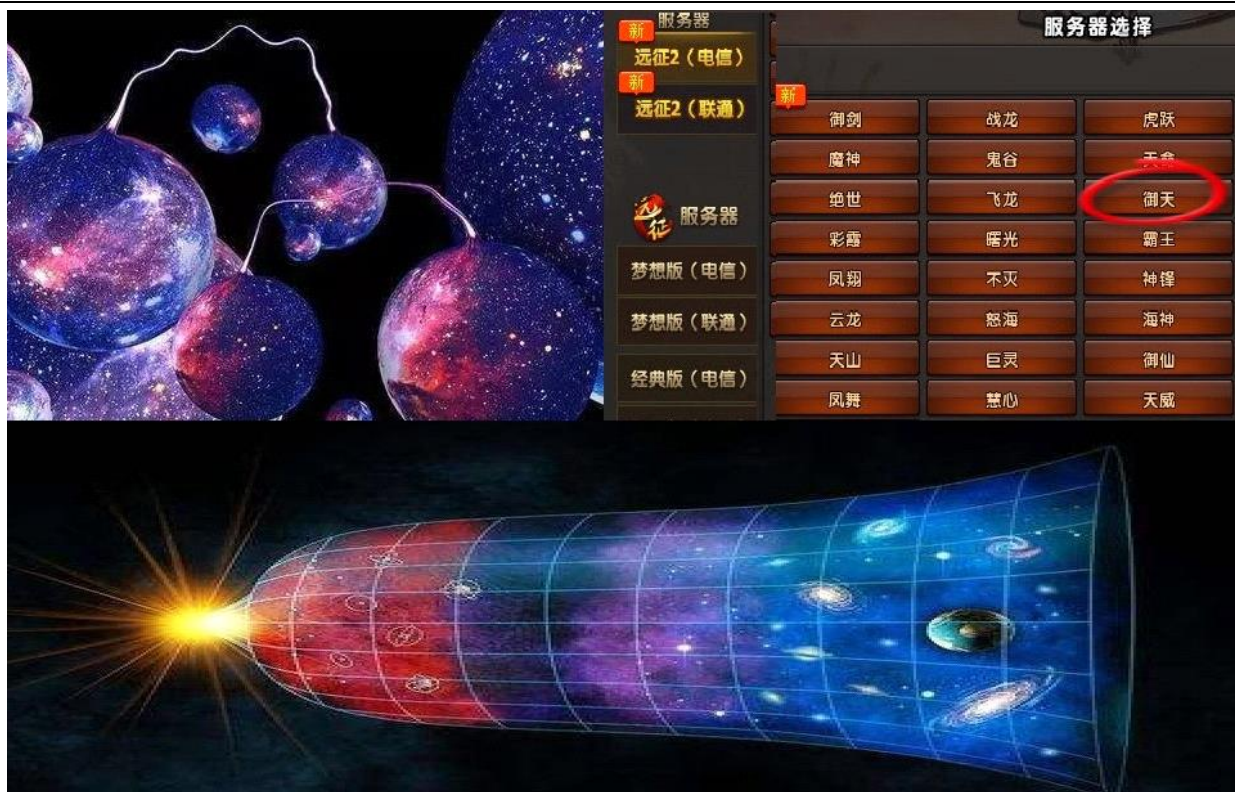 服务器
新
远征2（电信）
新
远征2（联通）
远征
服务器
梦想版（电信）
梦想版（联通）
经典版（电信）
服务器选择
新
御剑 战龙 虎跃
魔神 鬼谷 天命
绝世 飞龙 御天
彩霞 曙光 霸王
凤翔 不灭 神锋
云龙 怒海 海神
天山 巨灵 御仙
凤舞 慧心 天威